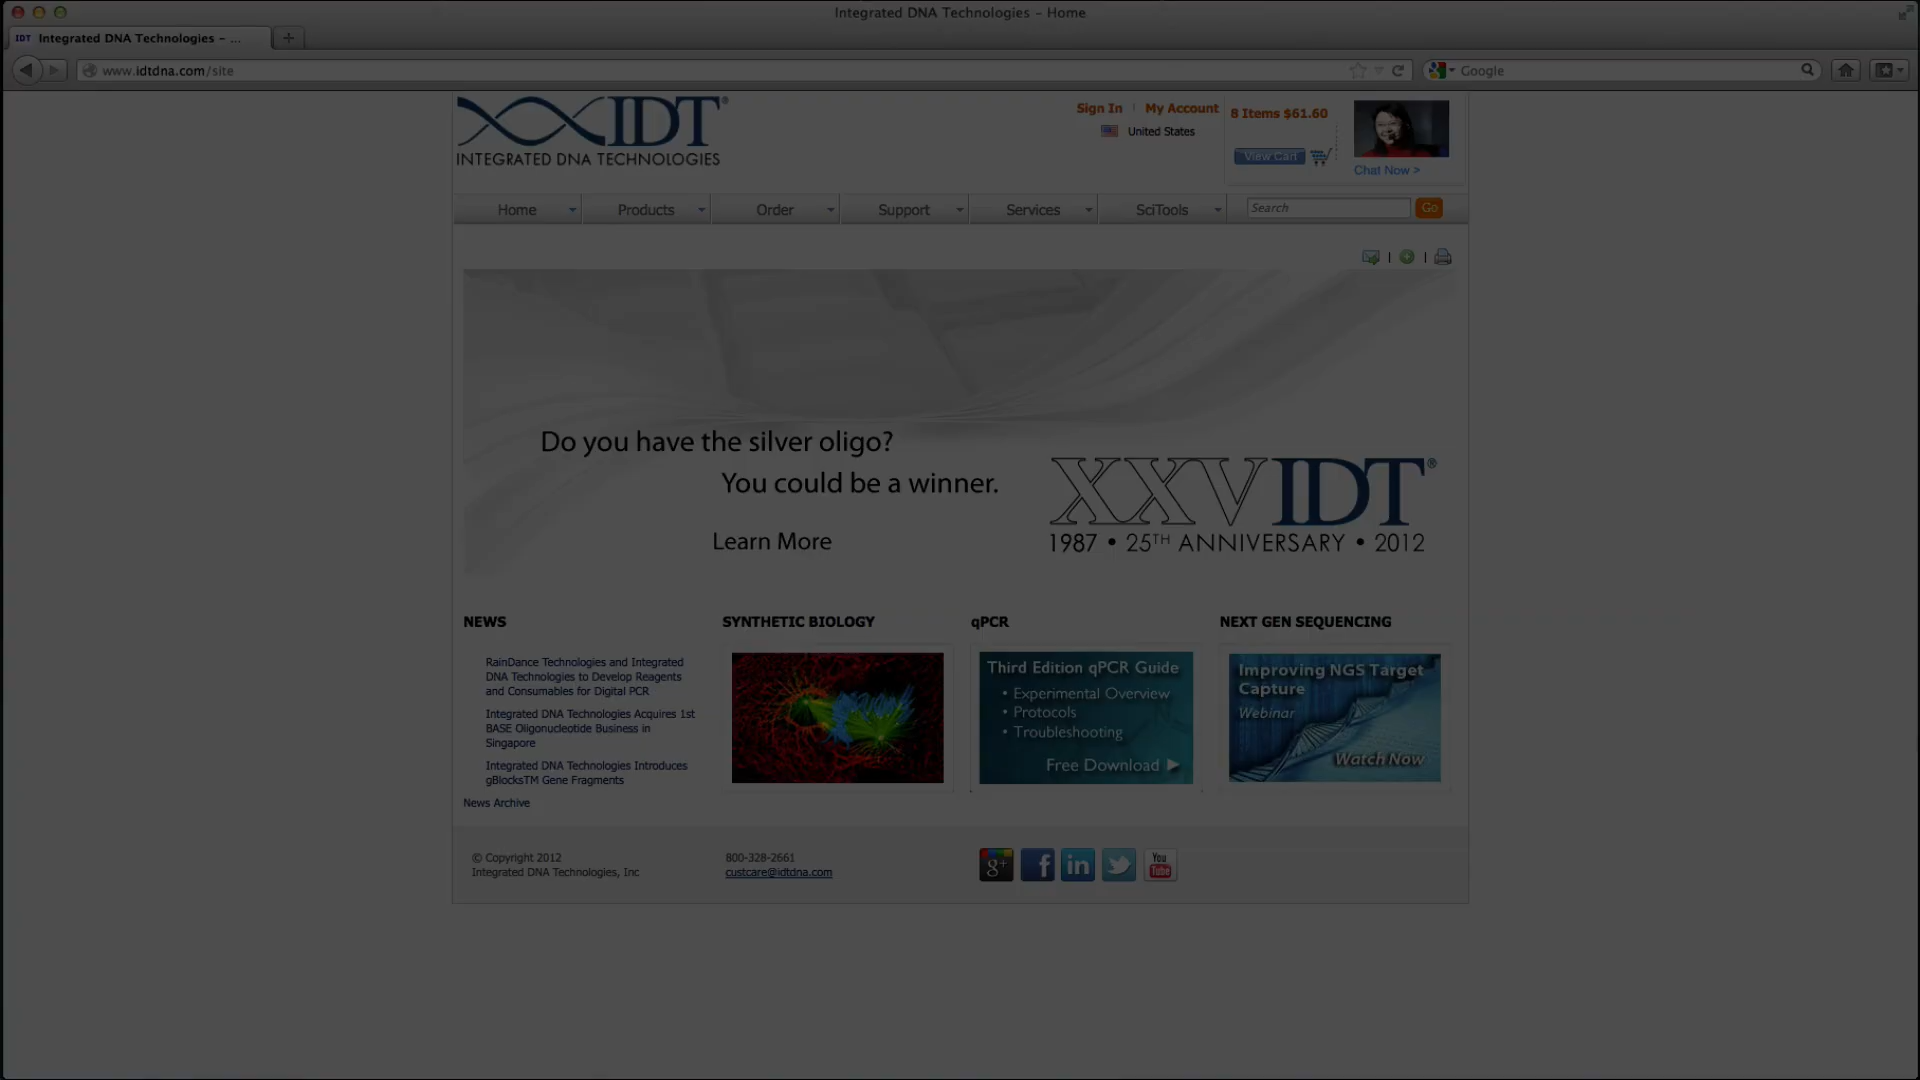 Integrated DNA Technologies – Home
IDT Integrated DNA Technologies – ...
www.idtdna.com/site
Google
IDT®
INTEGRATED DNA TECHNOLOGIES
Sign In | My Account
United States
8 Items $61.60
View Cart
Chat Now >
Home Products Order Support Services SciTools
Search
Go
Do you have the silver oligo?
You could be a winner.
Learn More
XXVIDT®
1987 • 25TH ANNIVERSARY • 2012
NEWS
RainDance Technologies and Integrated
DNA Technologies to Develop Reagents
and Consumables for Digital PCR
Integrated DNA Technologies Acquires 1st
BASE Oligonucleotide Business in
Singapore
Integrated DNA Technologies Introduces
gBlocksTM Gene Fragments
News Archive
SYNTHETIC BIOLOGY
qPCR
Third Edition qPCR Guide
• Experimental Overview
• Protocols
• Troubleshooting
Free Download ►
NEXT GEN SEQUENCING
Improving NGS Target
Capture
Webinar
Watch Now
© Copyright 2012
Integrated DNA Technologies, Inc
800-328-2661
custcare@idtdna.com
g+ f in You
Tube